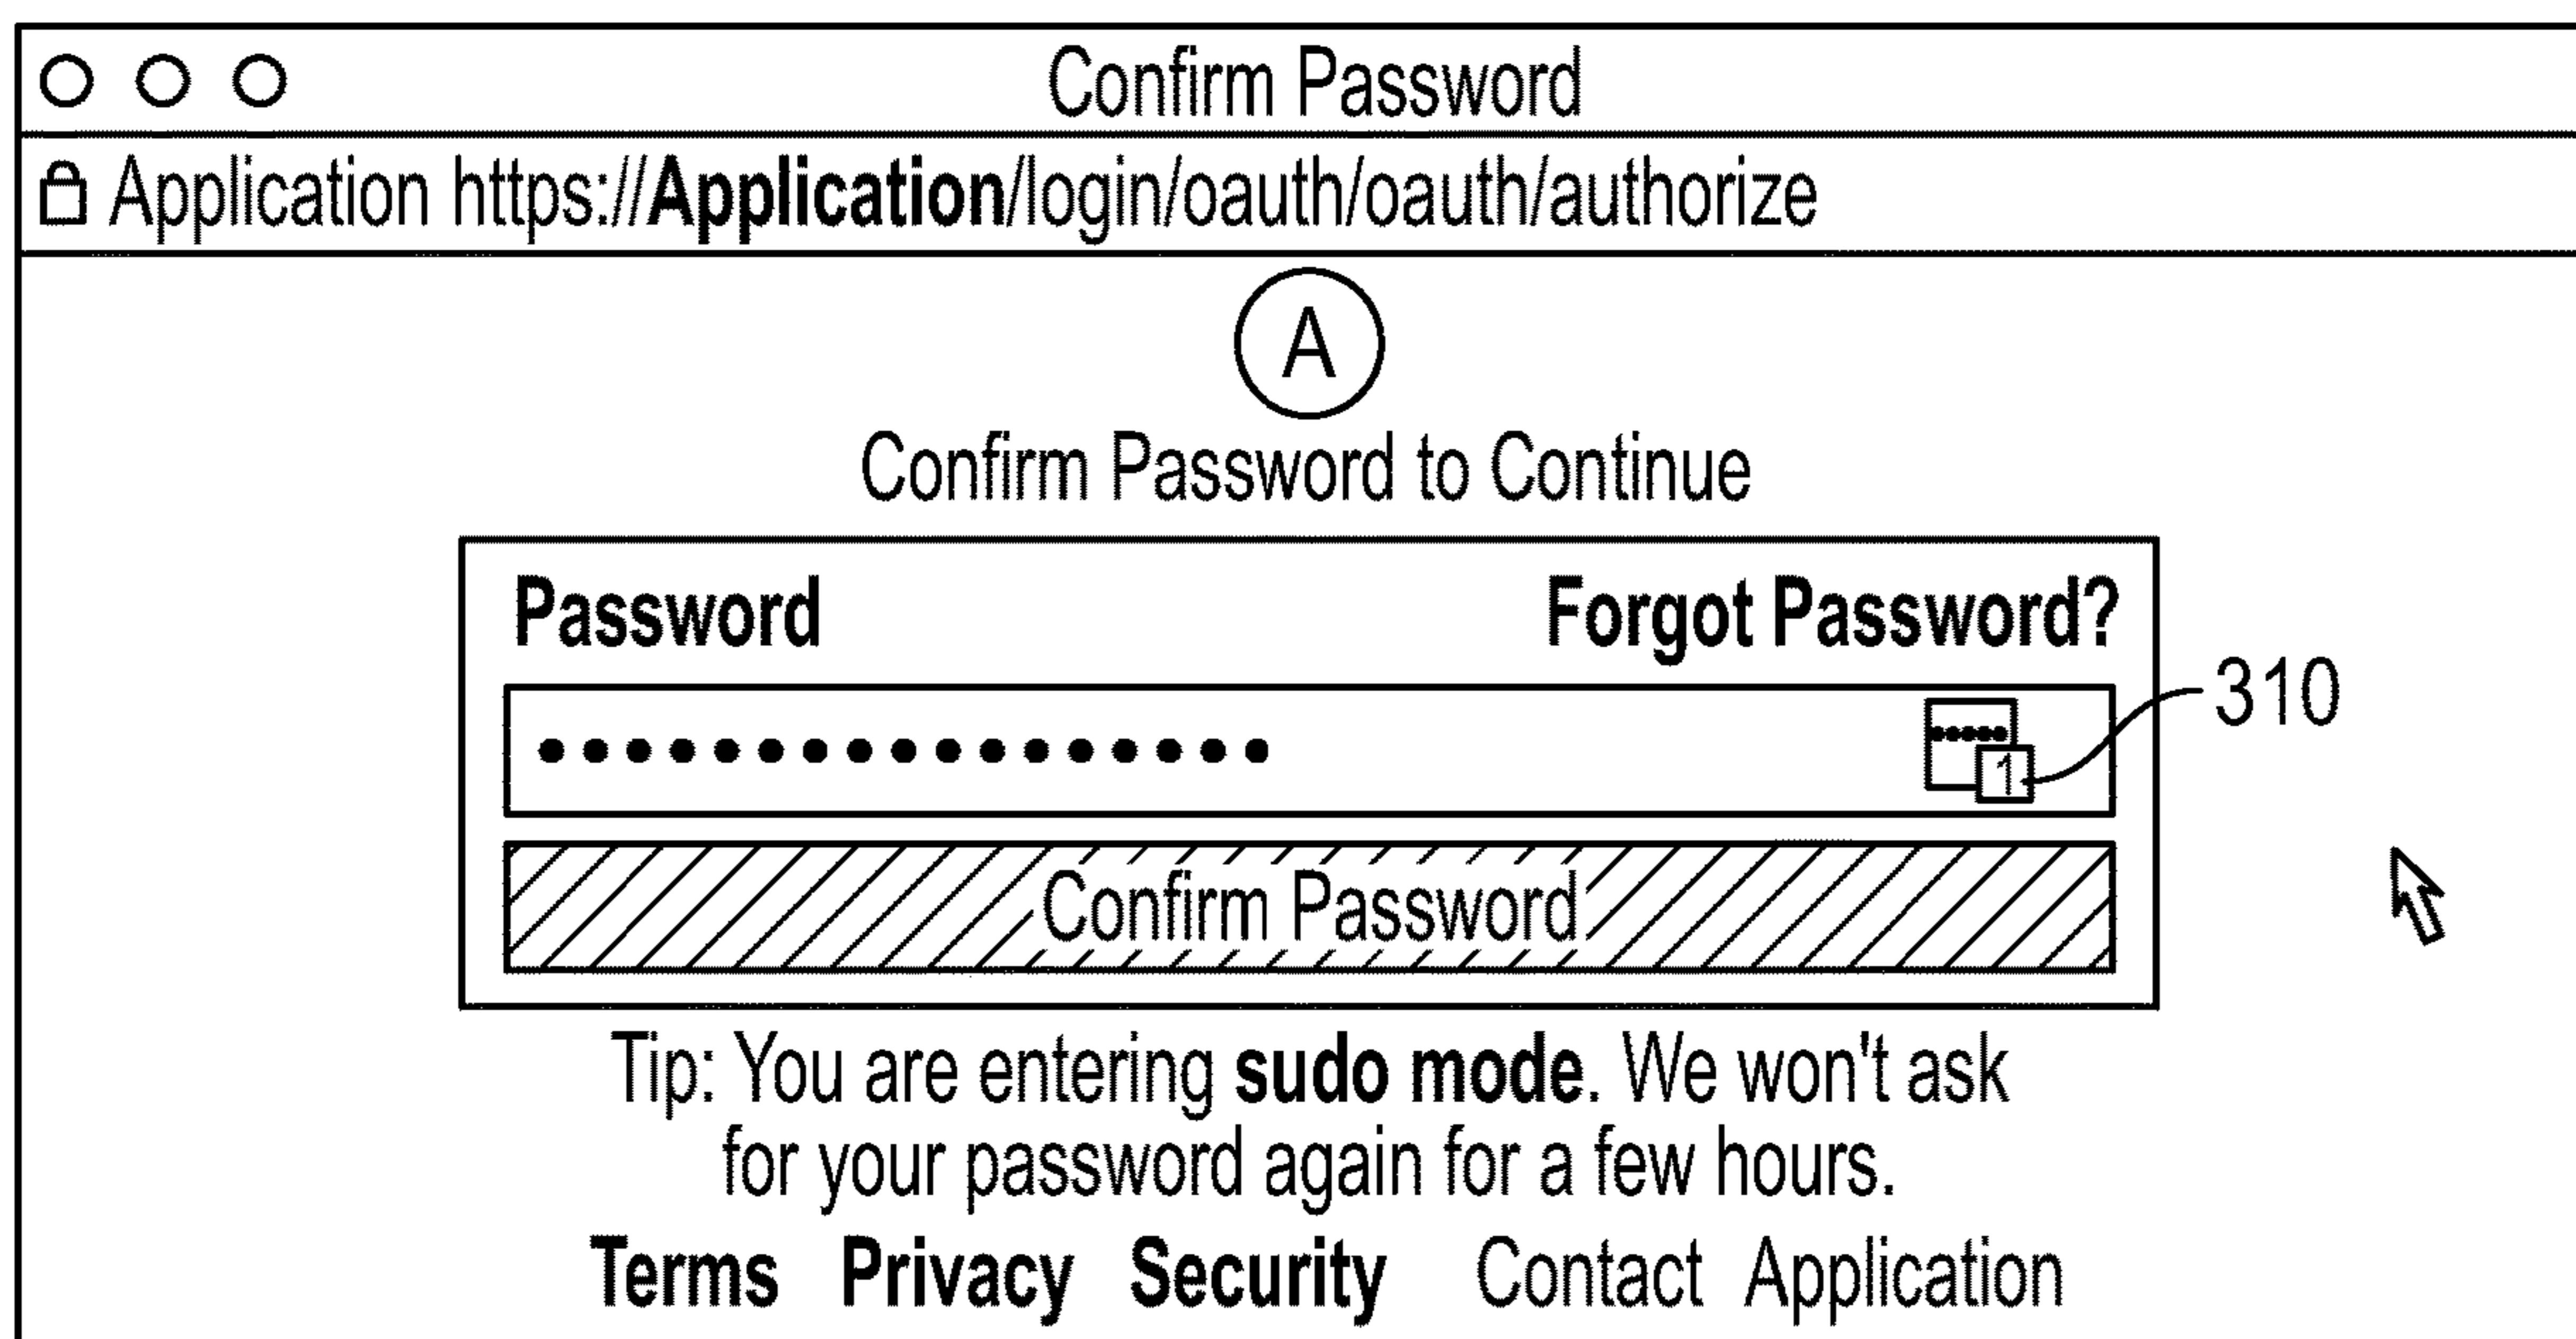 Confirm Password
Application https://Application/login/oauth/oauth/authorize
A
Confirm Password to Continue
Password Forgot Password?
310
1
Confirm Password
Tip: You are entering sudo mode. We won't ask
for your password again for a few hours.
Terms Privacy Security Contact Application